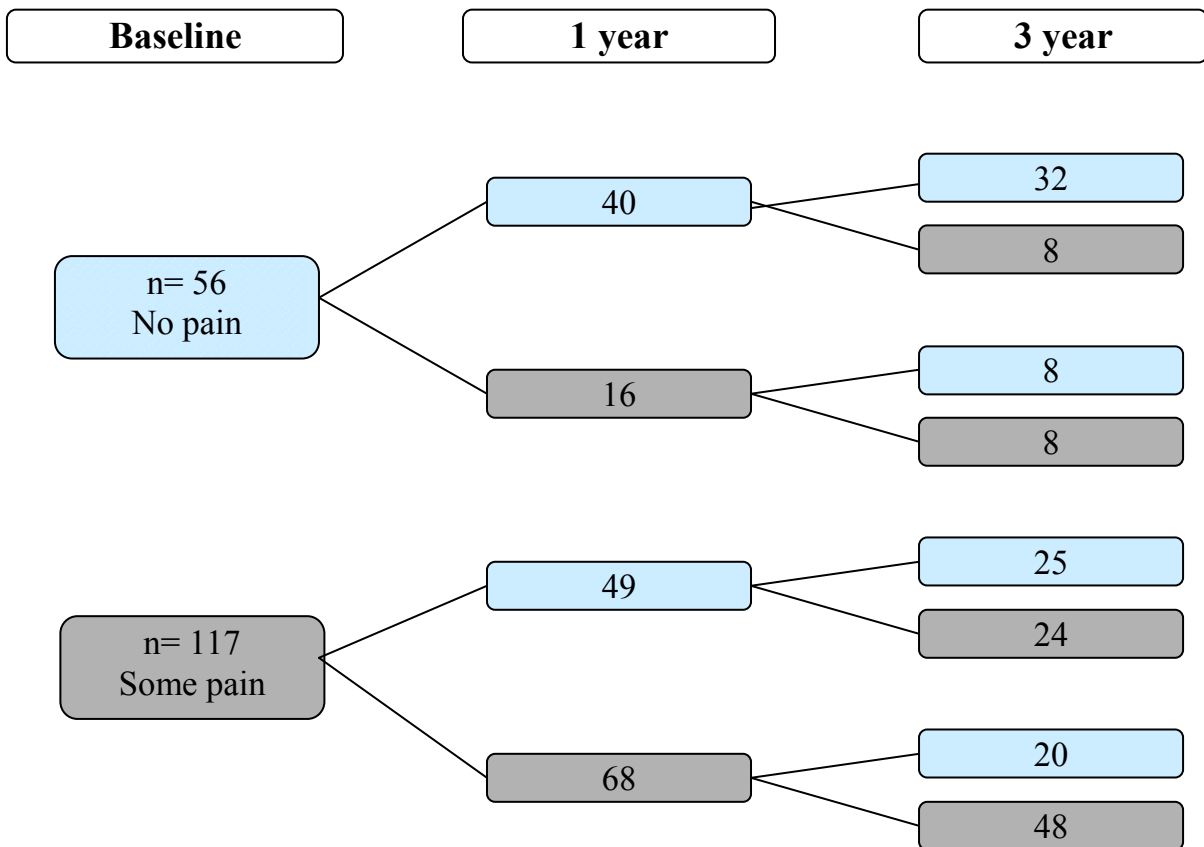 Baseline
1 year
3 year
32
40
8
n= 56
No pain
8
16
8
25
49
24
n= 117
Some pain
20
68
48